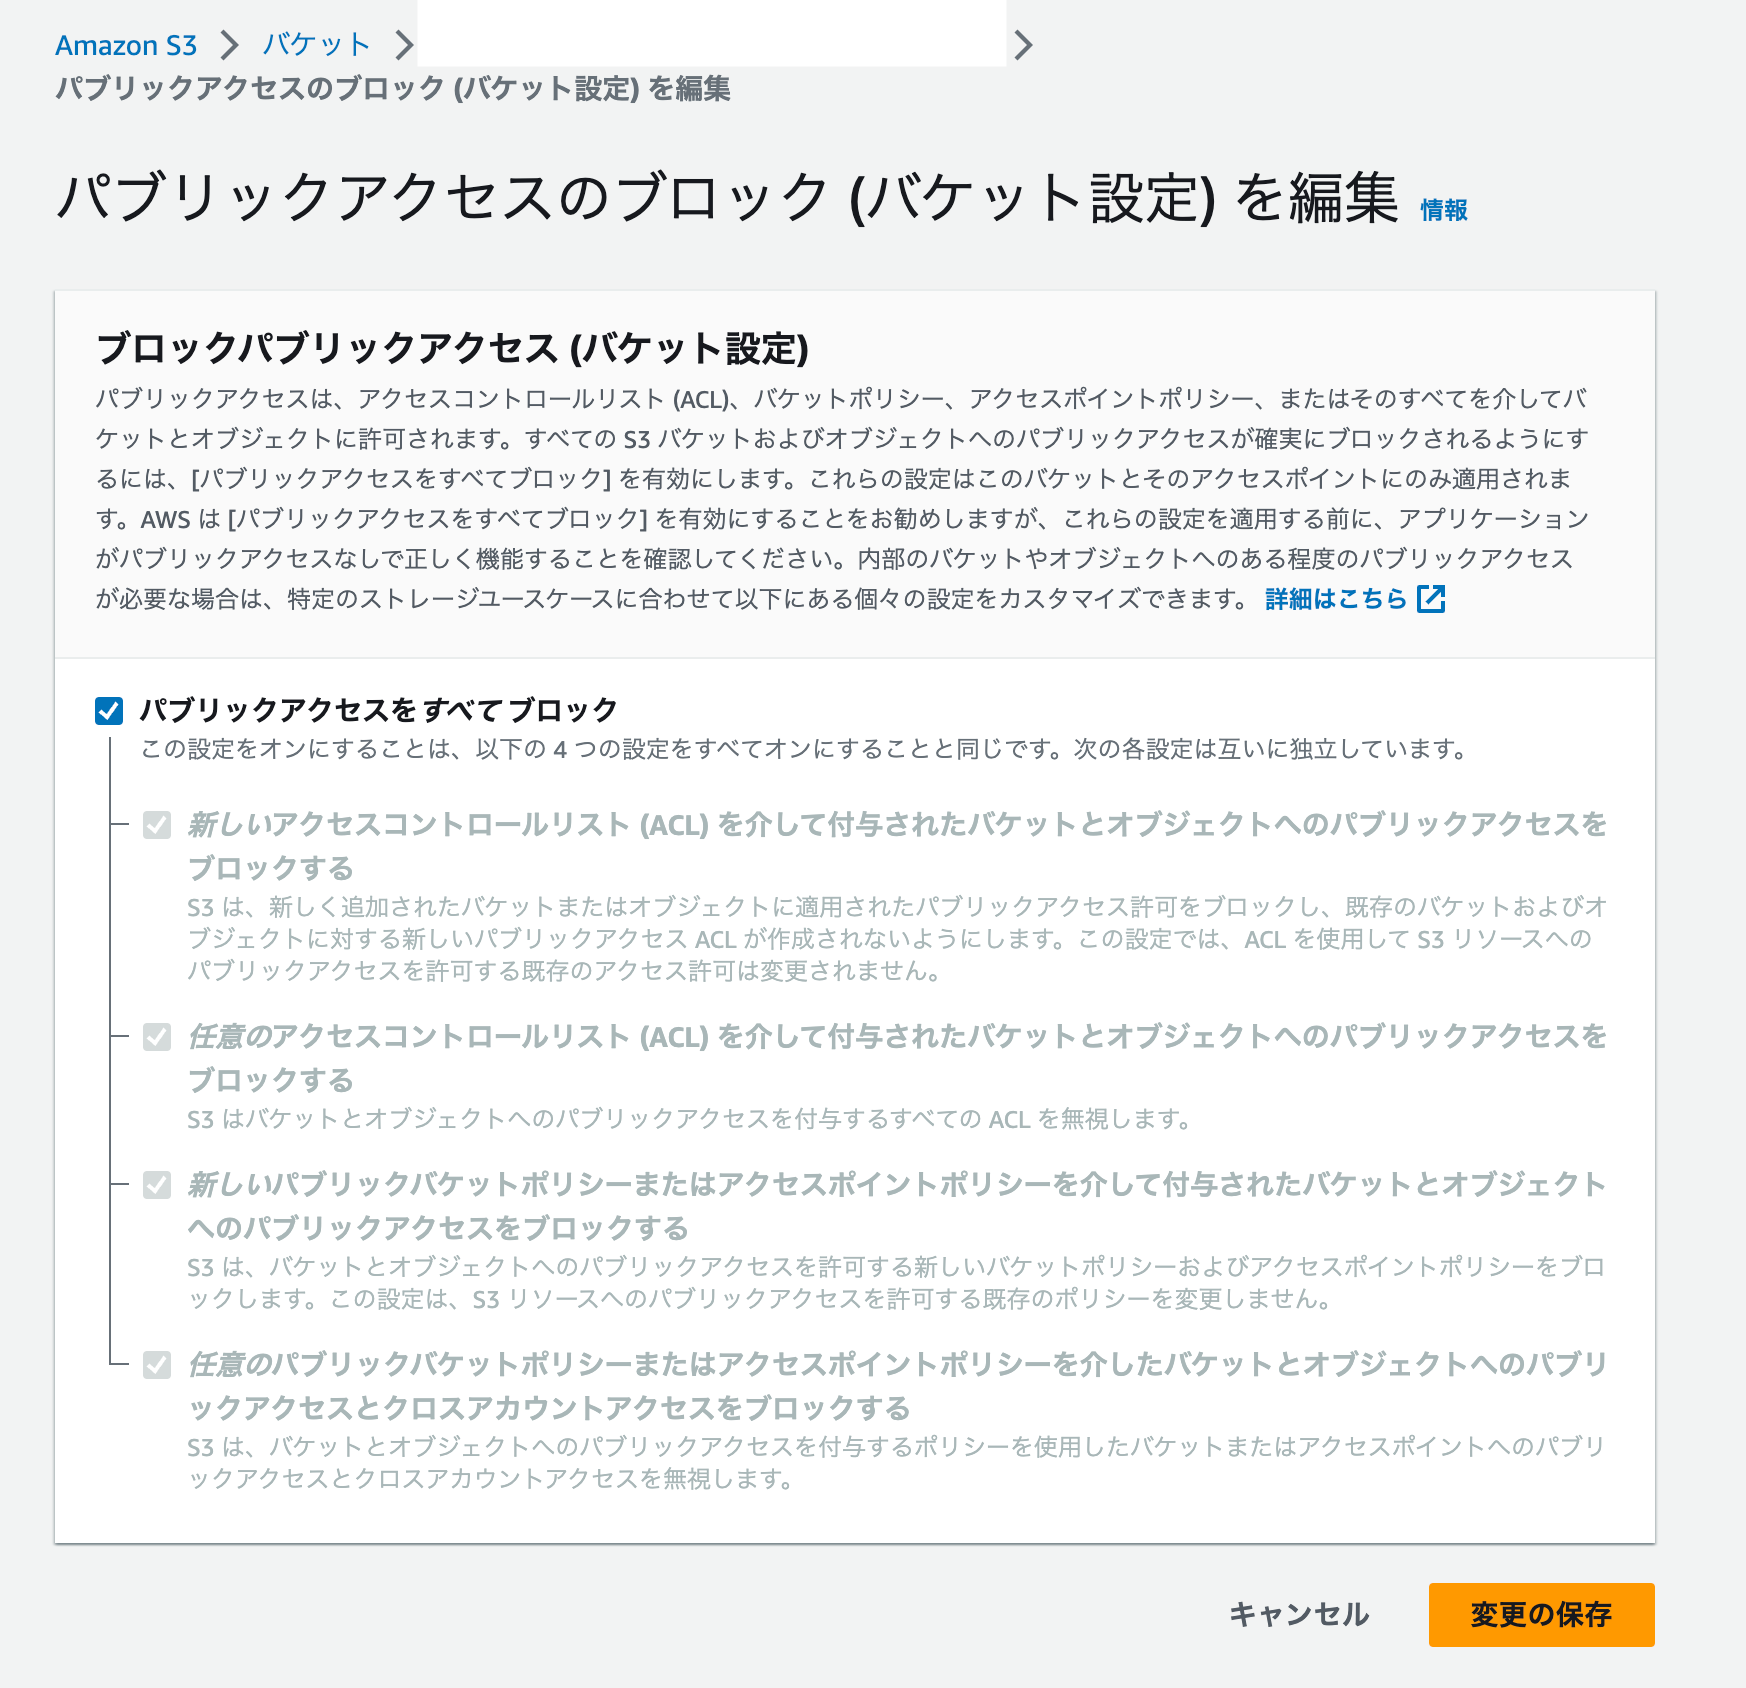 Amazon S3 > バケット > >
パブリックアクセスのブロック (バケット設定) を編集
パブリックアクセスのブロック (バケット設定) を編集 情報
ブロックパブリックアクセス (バケット設定)
パブリックアクセスは、アクセスコントロールリスト (ACL)、バケットポリシー、アクセスポイントポリシー、またはそのすべてを介してバ
ケットとオブジェクトに許可されます。すべての S3 バケットおよびオブジェクトへのパブリックアクセスが確実にブロックされるようにす
るには、[パブリックアクセスをすべてブロック] を有効にします。これらの設定はこのバケットとそのアクセスポイントにのみ適用されま
す。AWS は [パブリックアクセスをすべてブロック] を有効にすることをお勧めしますが、これらの設定を適用する前に、アプリケーション
がパブリックアクセスなしで正しく機能することを確認してください。内部のバケットやオブジェクトへのある程度のパブリックアクセス
が必要な場合は、特定のストレージユースケースに合わせて以下にある個々の設定をカスタマイズできます。 詳細はこちら
パブリックアクセスをすべてブロック
この設定をオンにすることは、以下の 4 つの設定をすべてオンにすることと同じです。次の各設定は互いに独立しています。
新しいアクセスコントロールリスト (ACL) を介して付与されたバケットとオブジェクトへのパブリックアクセスを
ブロックする
S3 は、新しく追加されたバケットまたはオブジェクトに適用されたパブリックアクセス許可をブロックし、既存のバケットおよびオ
ブジェクトに対する新しいパブリックアクセス ACL が作成されないようにします。この設定では、ACL を使用して S3 リソースへの
パブリックアクセスを許可する既存のアクセス許可は変更されません。
任意のアクセスコントロールリスト (ACL) を介して付与されたバケットとオブジェクトへのパブリックアクセスを
ブロックする
S3 はバケットとオブジェクトへのパブリックアクセスを付与するすべての ACL を無視します。
新しいパブリックバケットポリシーまたはアクセスポイントポリシーを介して付与されたバケットとオブジェクト
へのパブリックアクセスをブロックする
S3 は、バケットとオブジェクトへのパブリックアクセスを許可する新しいバケットポリシーおよびアクセスポイントポリシーをブロ
ックします。この設定は、S3 リソースへのパブリックアクセスを許可する既存のポリシーを変更しません。
任意のパブリックバケットポリシーまたはアクセスポイントポリシーを介したバケットとオブジェクトへのパブリ
ックアクセスとクロスアカウントアクセスをブロックする
S3 は、バケットとオブジェクトへのパブリックアクセスを付与するポリシーを使用したバケットまたはアクセスポイントへのパブリ
ックアクセスとクロスアカウントアクセスを無視します。
キャンセル 変更の保存